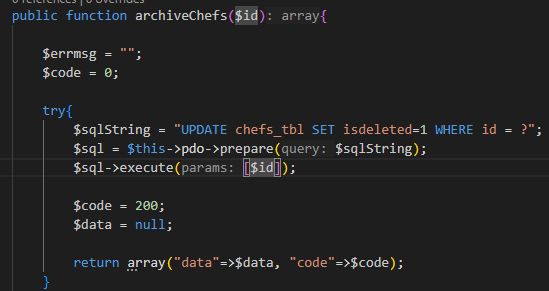 0 references | 0 overrides
public function archiveChefs($id): array{
$errmsg = "";
$code = 0;
try{
$sqlString = "UPDATE chefs_tbl SET isdeleted=1 WHERE id = ?";
$sql = $this->pdo->prepare(query: $sqlString);
$sql->execute(params: [$id]);
$code = 200;
$data = null;
return array("data"=>$data, "code"=>$code);
}